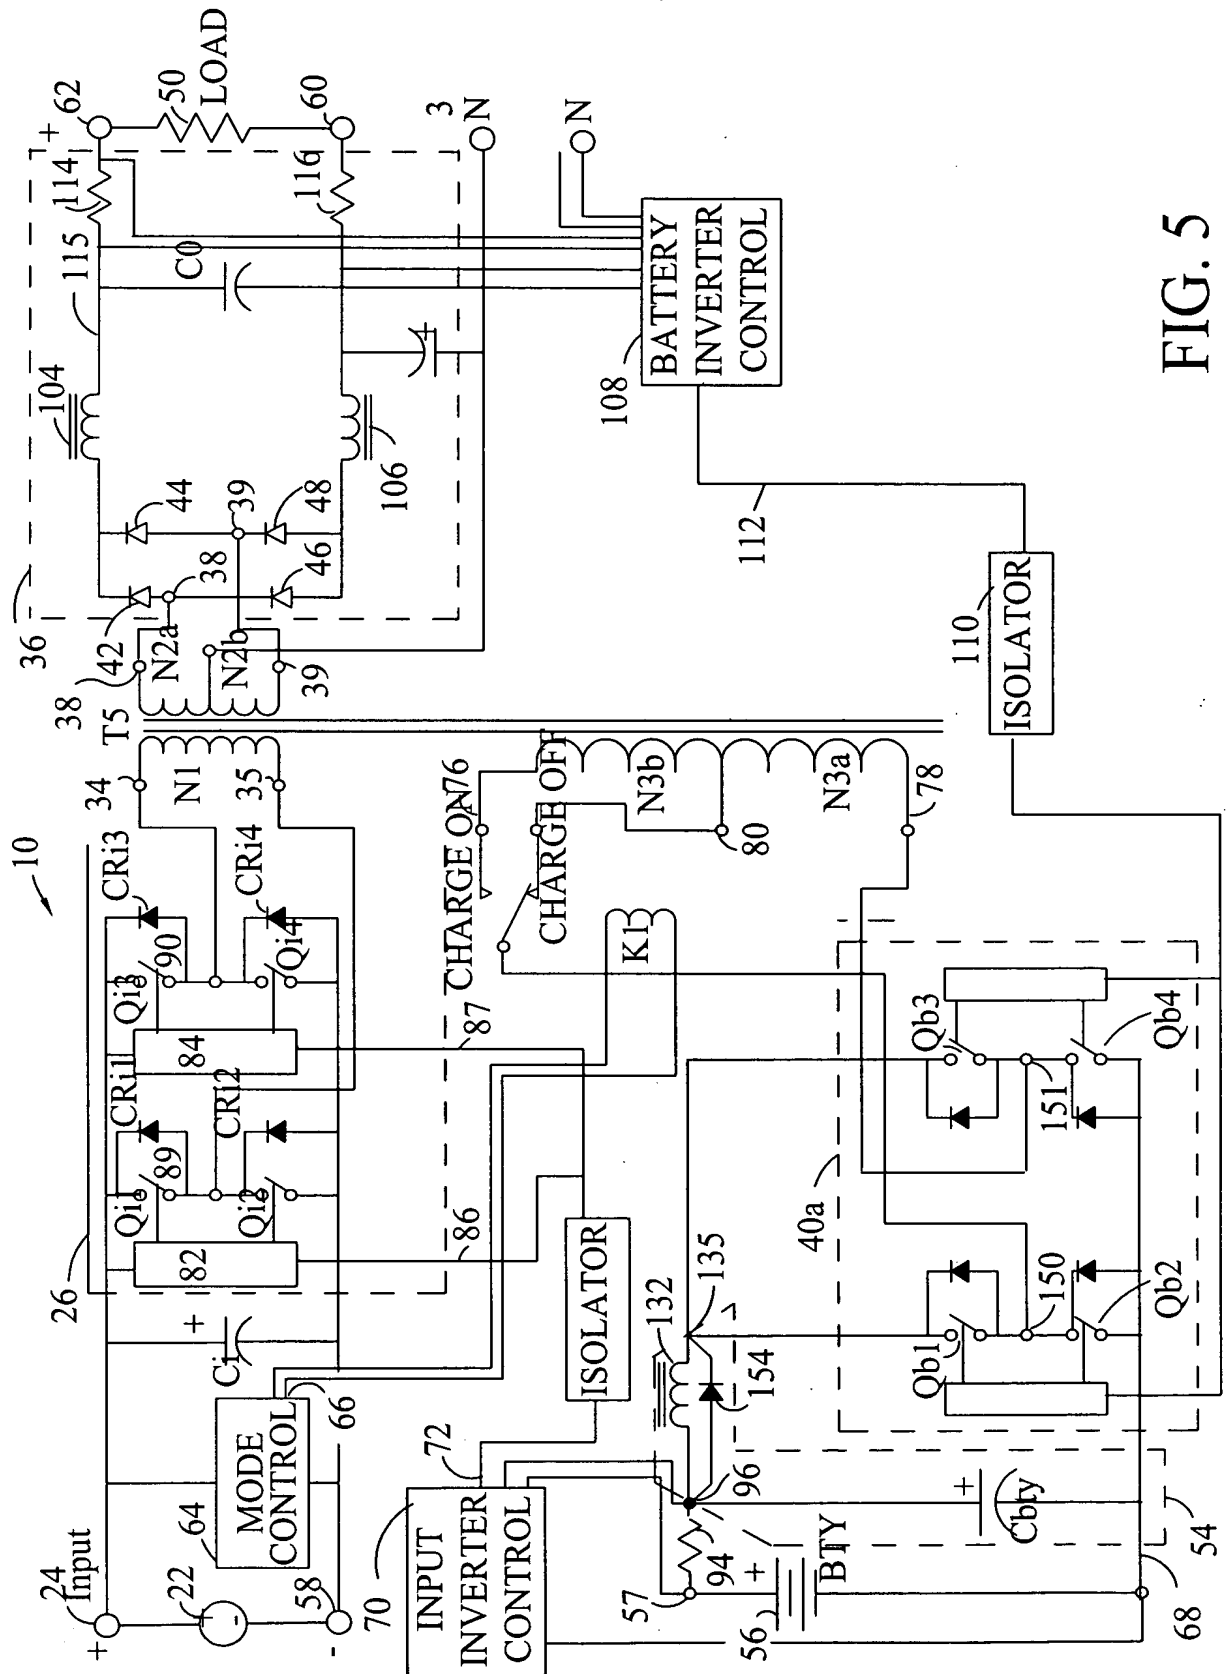 10
24
Input
+
22
+
-
58
-
64
MODE
CONTROL
66
Ci
+
26
82
Qi1
89
CRi1
Qi2
CRi2
84
Qi3
90
CRi3
Qi4
CRi4
86
87
34
35
N1
T5
38
39
N2a
N2b
36
42
44
38
39
46
48
104
106
115
C0
114
116
+
62
50
LOAD
60
3
N
N
+
70
INPUT
INVERTER
CONTROL
72
ISOLATOR
K1
CHARGE ON
76
CHARGE OFF
N3b
N3a
80
78
108
BATTERY
INVERTER
CONTROL
112
110
ISOLATOR
57
94
96
132
135
154
56
+
BTY
+
Cbty
54
68
40a
Qb1
150
Qb2
Qb3
151
Qb4
FIG. 5